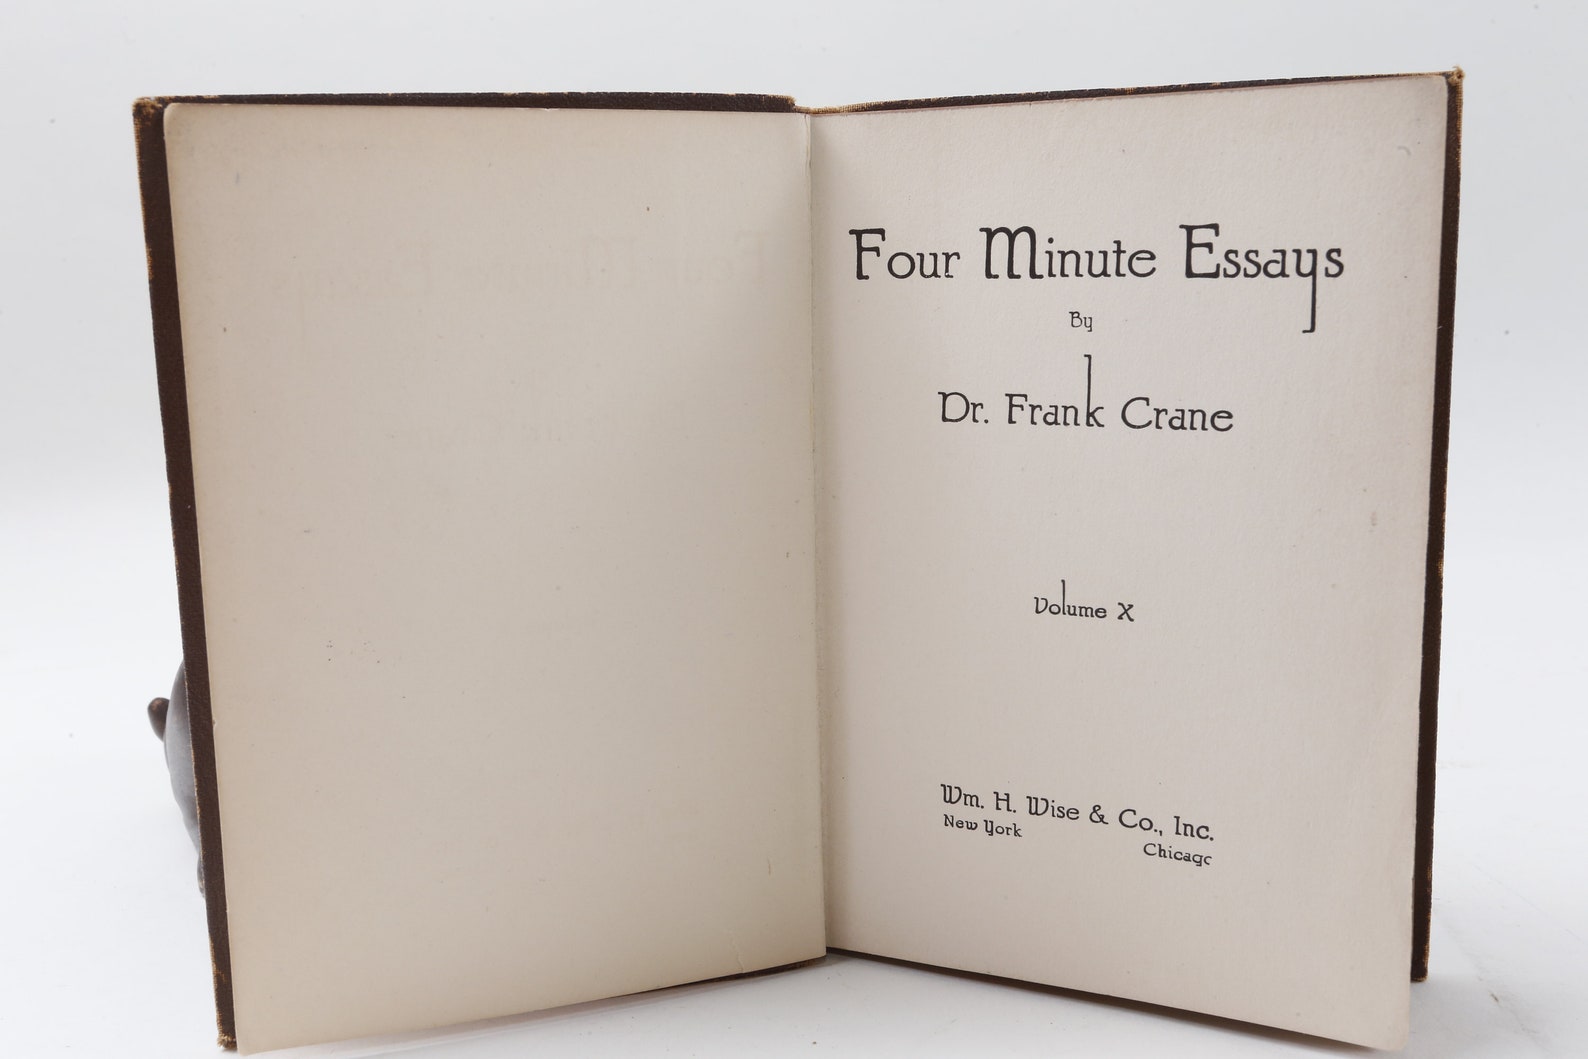 Four Minute Essays
By
Dr. Frank Crane
Volume X
Wm. H. Wise & Co., Inc.
New York
Chicago